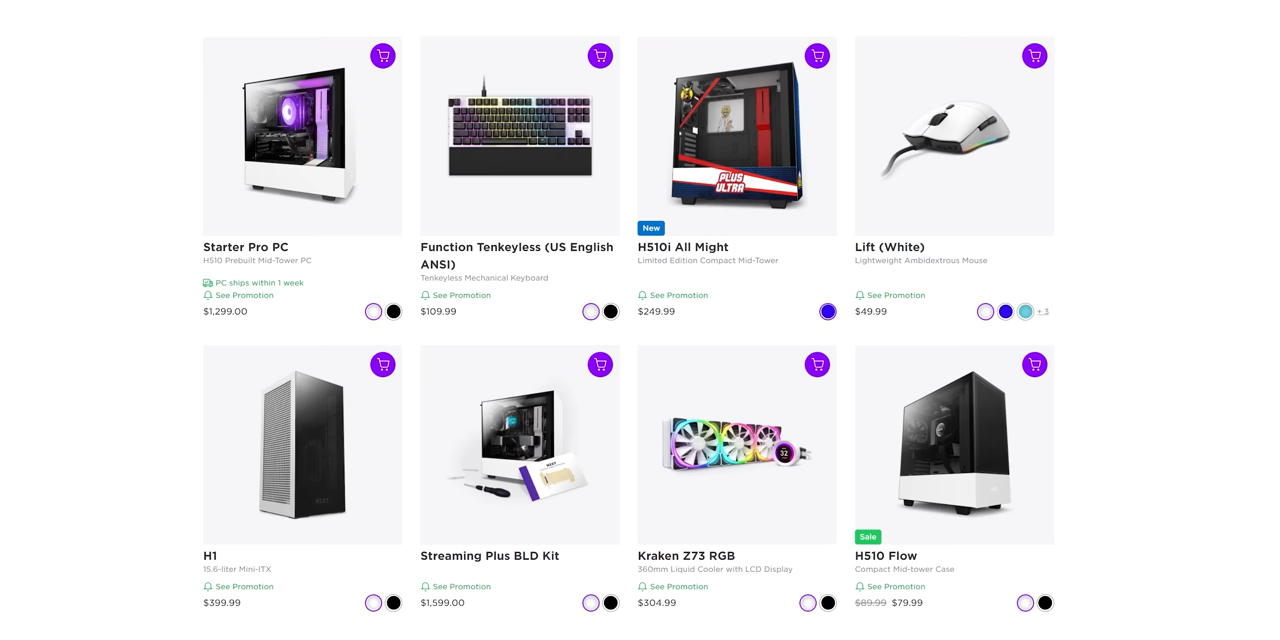 PLUS
ULTRA
New
Starter Pro PC
H510 Prebuilt Mid-Tower PC
PC ships within 1 week
See Promotion
$1,299.00
Function Tenkeyless (US English
ANSI)
Tenkeyless Mechanical Keyboard
See Promotion
$109.99
H510i All Might
Limited Edition Compact Mid-Tower
See Promotion
$249.99
Lift (White)
Lightweight Ambidextrous Mouse
See Promotion
$49.99
+ 3
NZXT
NZXT
32
Sale
H1
15.6-liter Mini-ITX
See Promotion
$399.99
Streaming Plus BLD Kit
See Promotion
$1,599.00
Kraken Z73 RGB
360mm Liquid Cooler with LCD Display
See Promotion
$304.99
H510 Flow
Compact Mid-tower Case
See Promotion
$89.99 $79.99